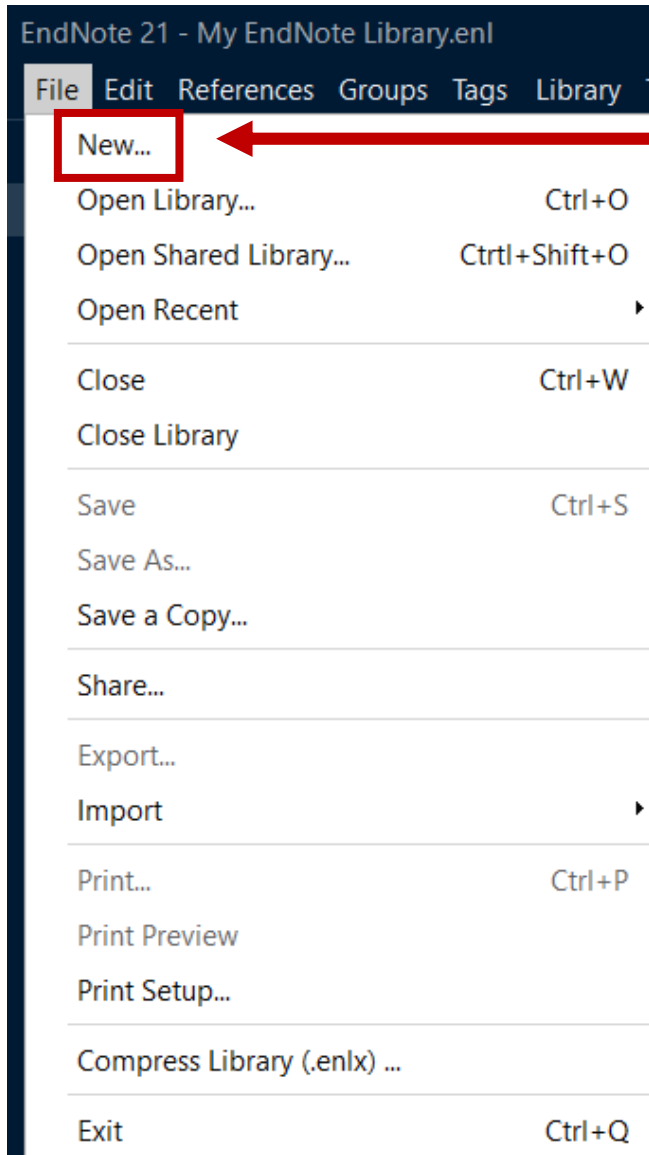 EndNote 21 - My EndNote Library.enl
File Edit References Groups Tags Library
New...
Open Library... Ctrl+O
Open Shared Library... Ctrtl+Shift+O
Open Recent
Close Ctrl+W
Close Library
Save Ctrl+S
Save As...
Save a Copy...
Share...
Export...
Import
Print... Ctrl+P
Print Preview
Print Setup...
Compress Library (.enlx) ...
Exit Ctrl+Q